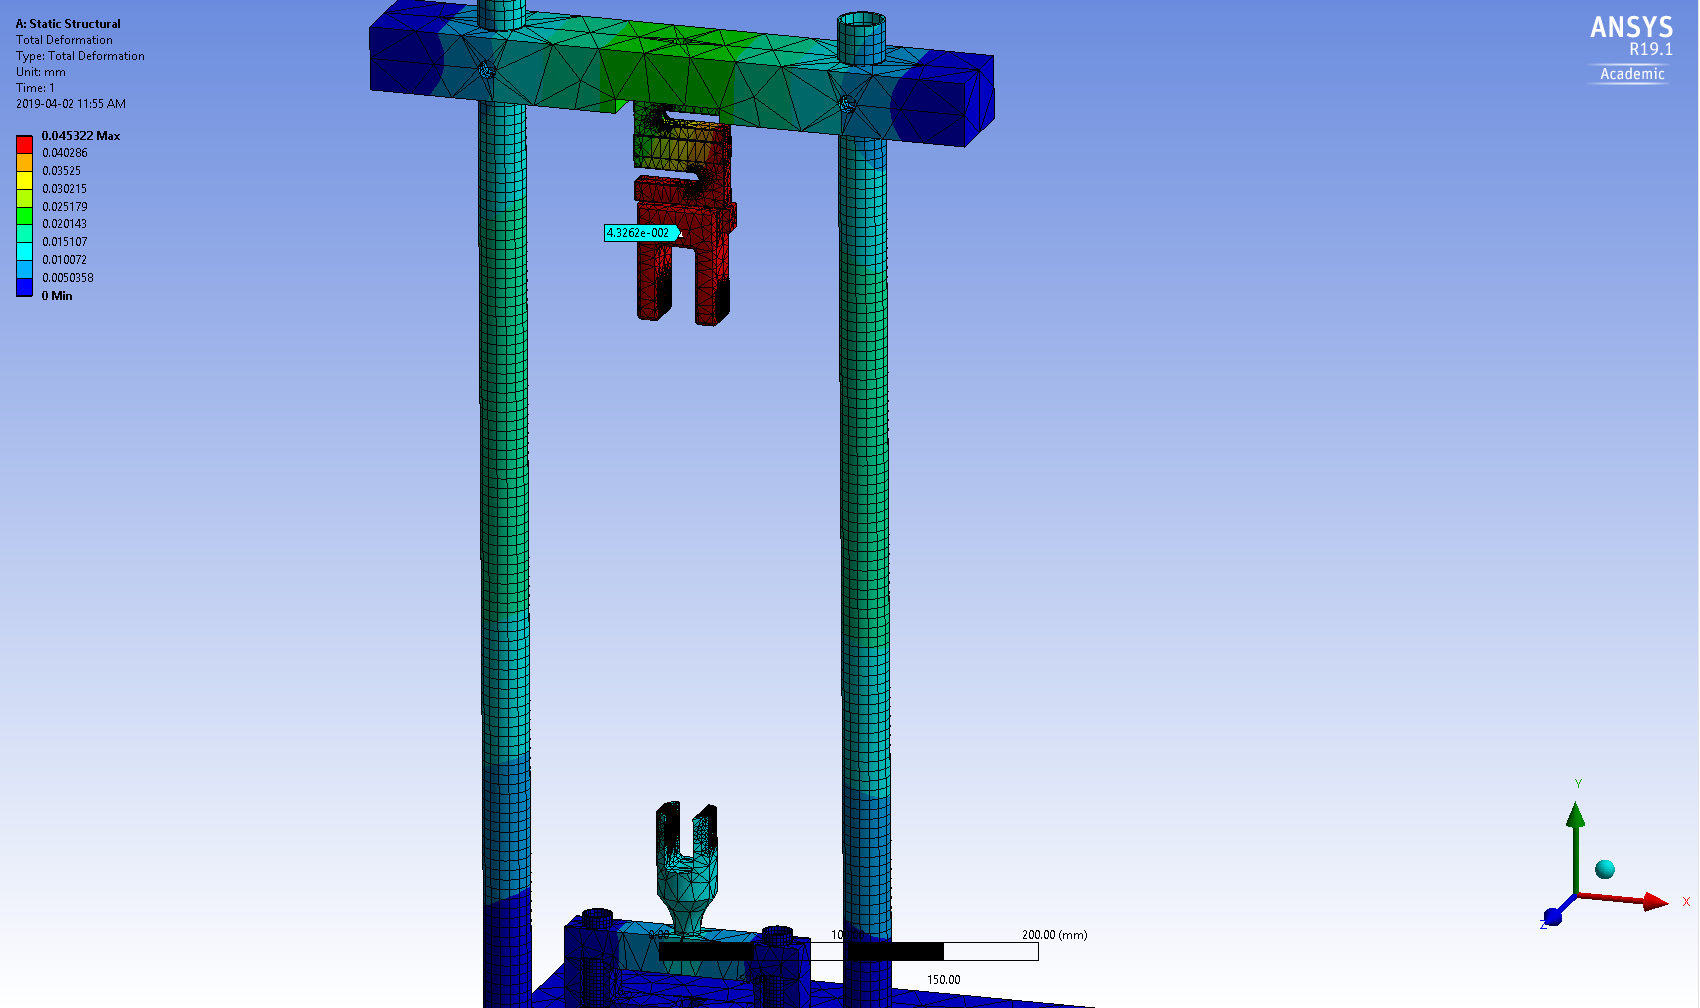 A: Static Structural
Total Deformation
Type: Total Deformation
Unit: mm
Time: 1
2019-04-02 11:55 AM
0.045322 Max
0.040286
0.03525
0.030215
0.025179
0.020143
0.015107
0.010072
0.0050358
0 Min
ANSYS
R19.1
Academic
4.3262e-002
0.00
200.00 (mm)
150.00
Y
X
Z